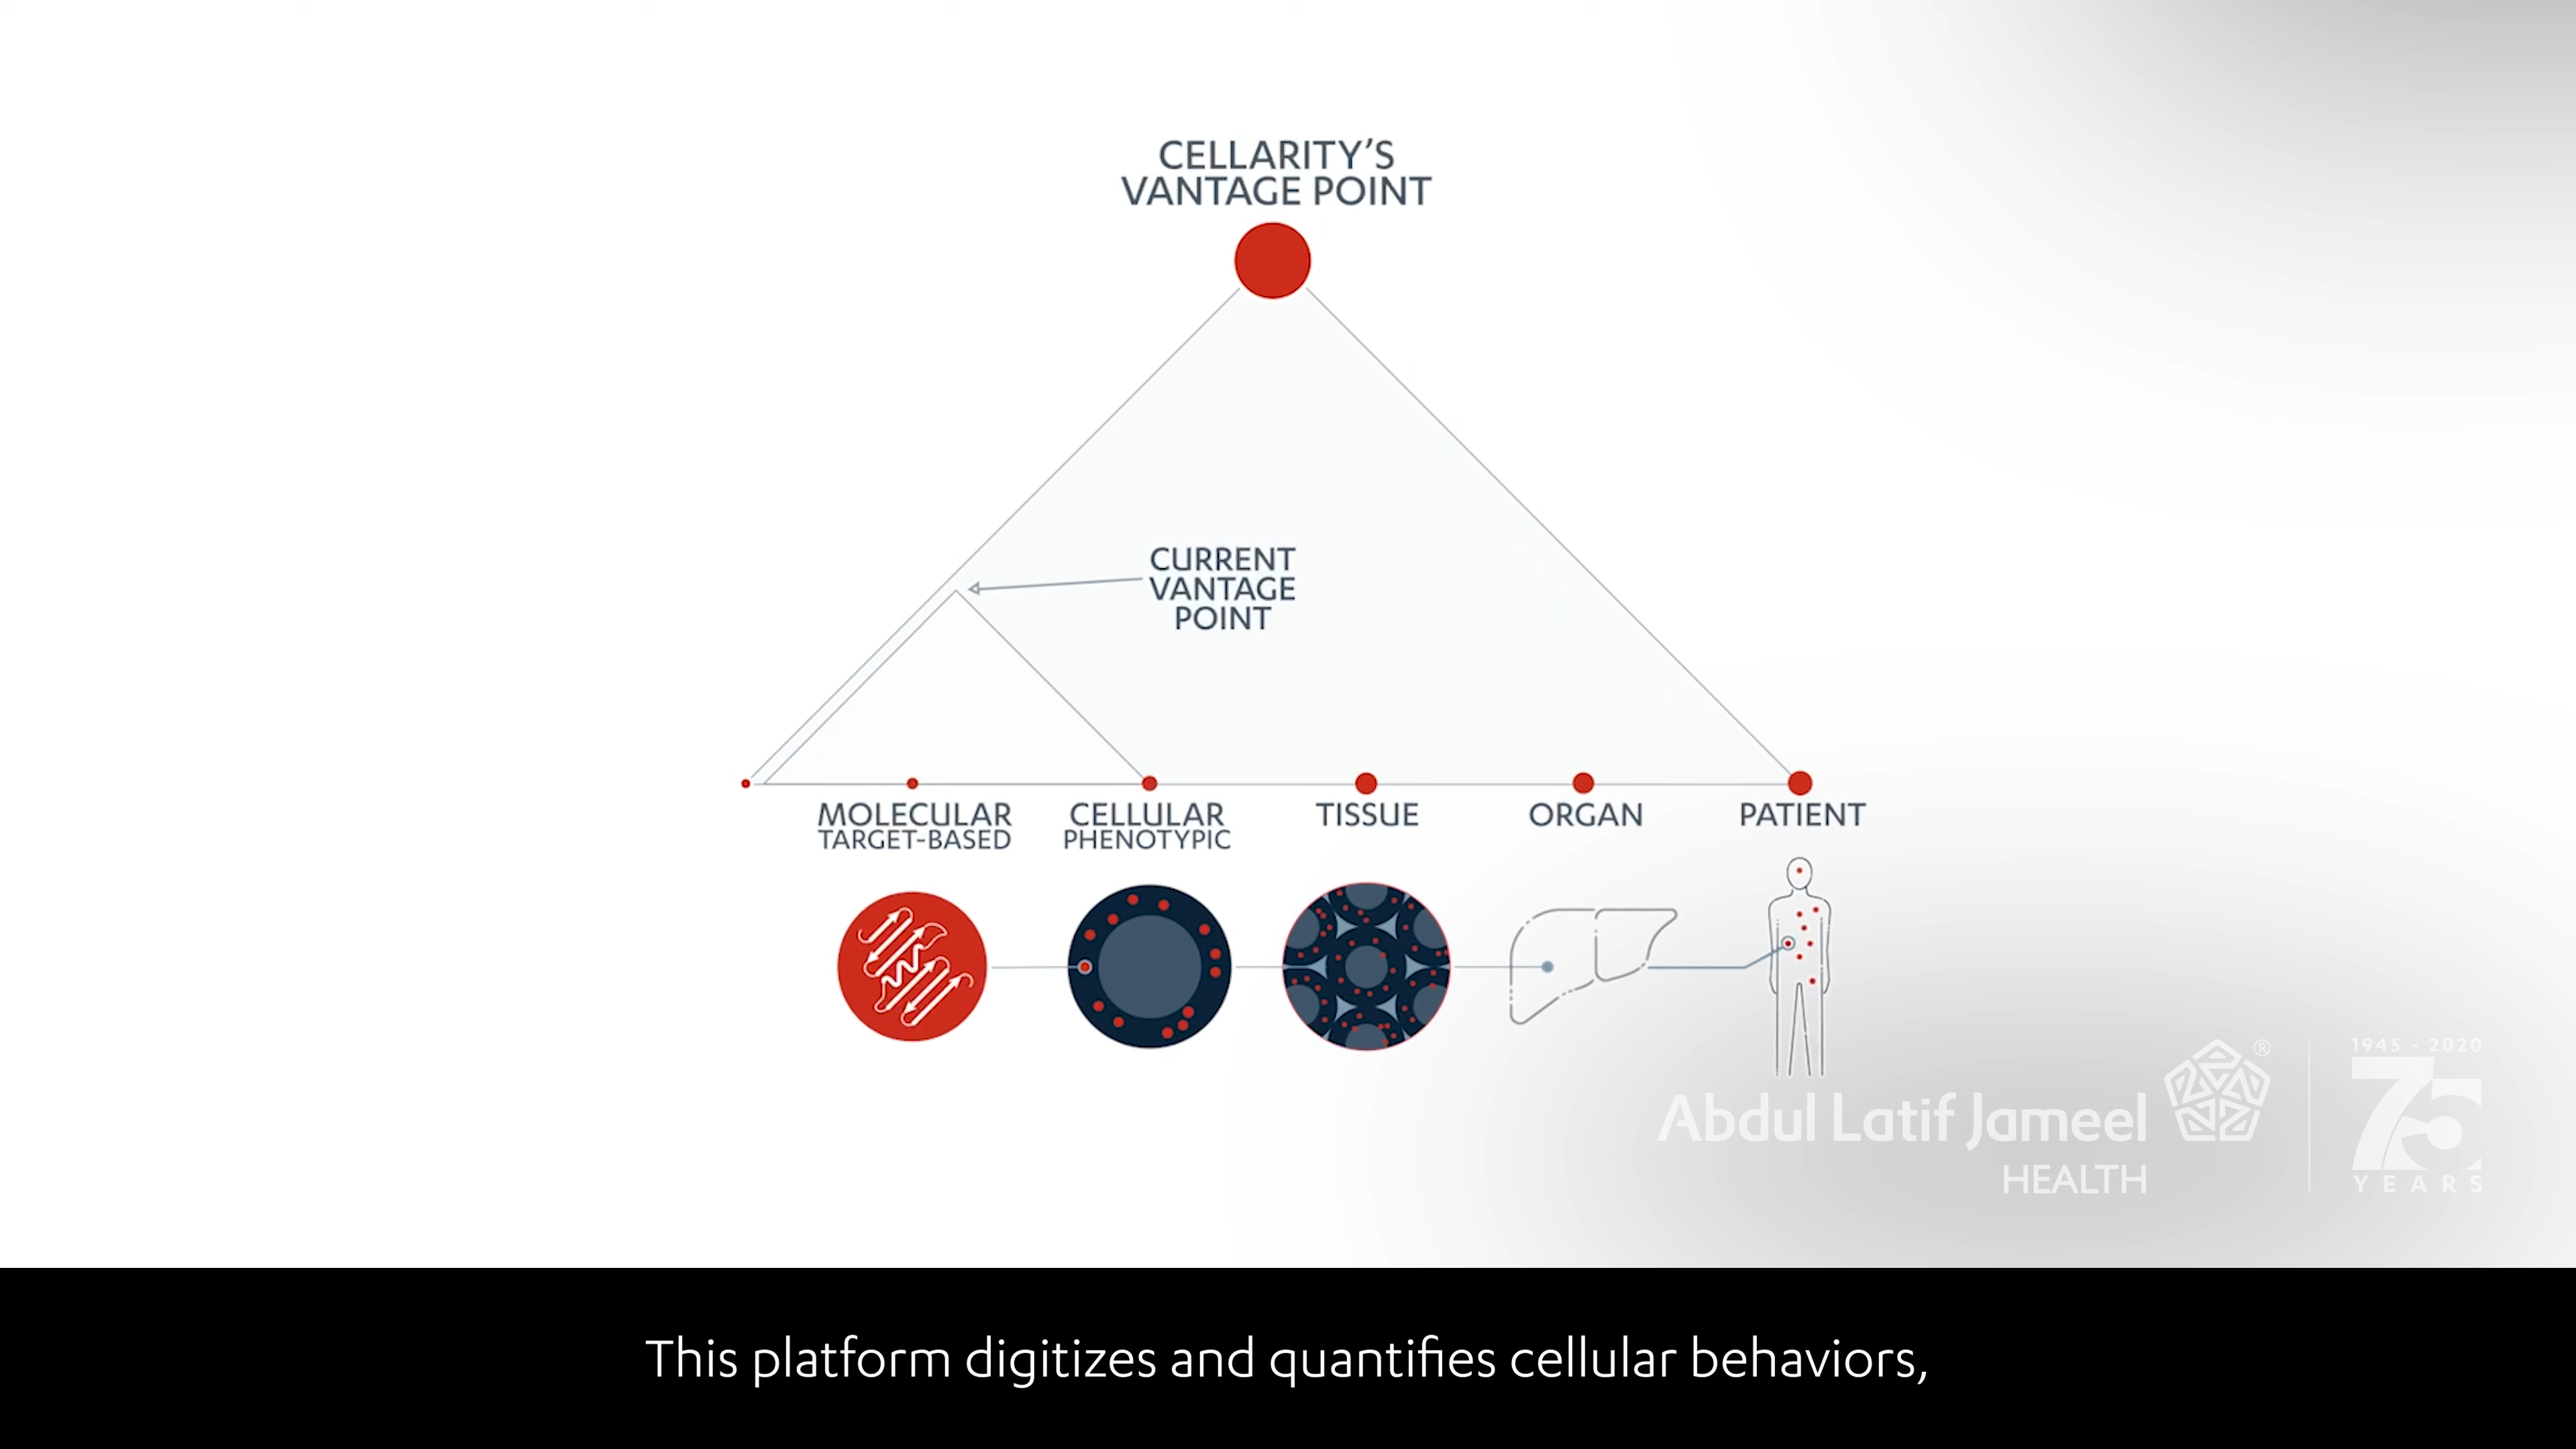 CELLARITY'S
VANTAGE POINT
CURRENT
VANTAGE
POINT
MOLECULAR
TARGET-BASED
CELLULAR
PHENOTYPIC
TISSUE
ORGAN
PATIENT
Abdul Latif Jameel
®
HEALTH
1945 - 2020
75
YEARS
This platform digitizes and quantifies cellular behaviors,